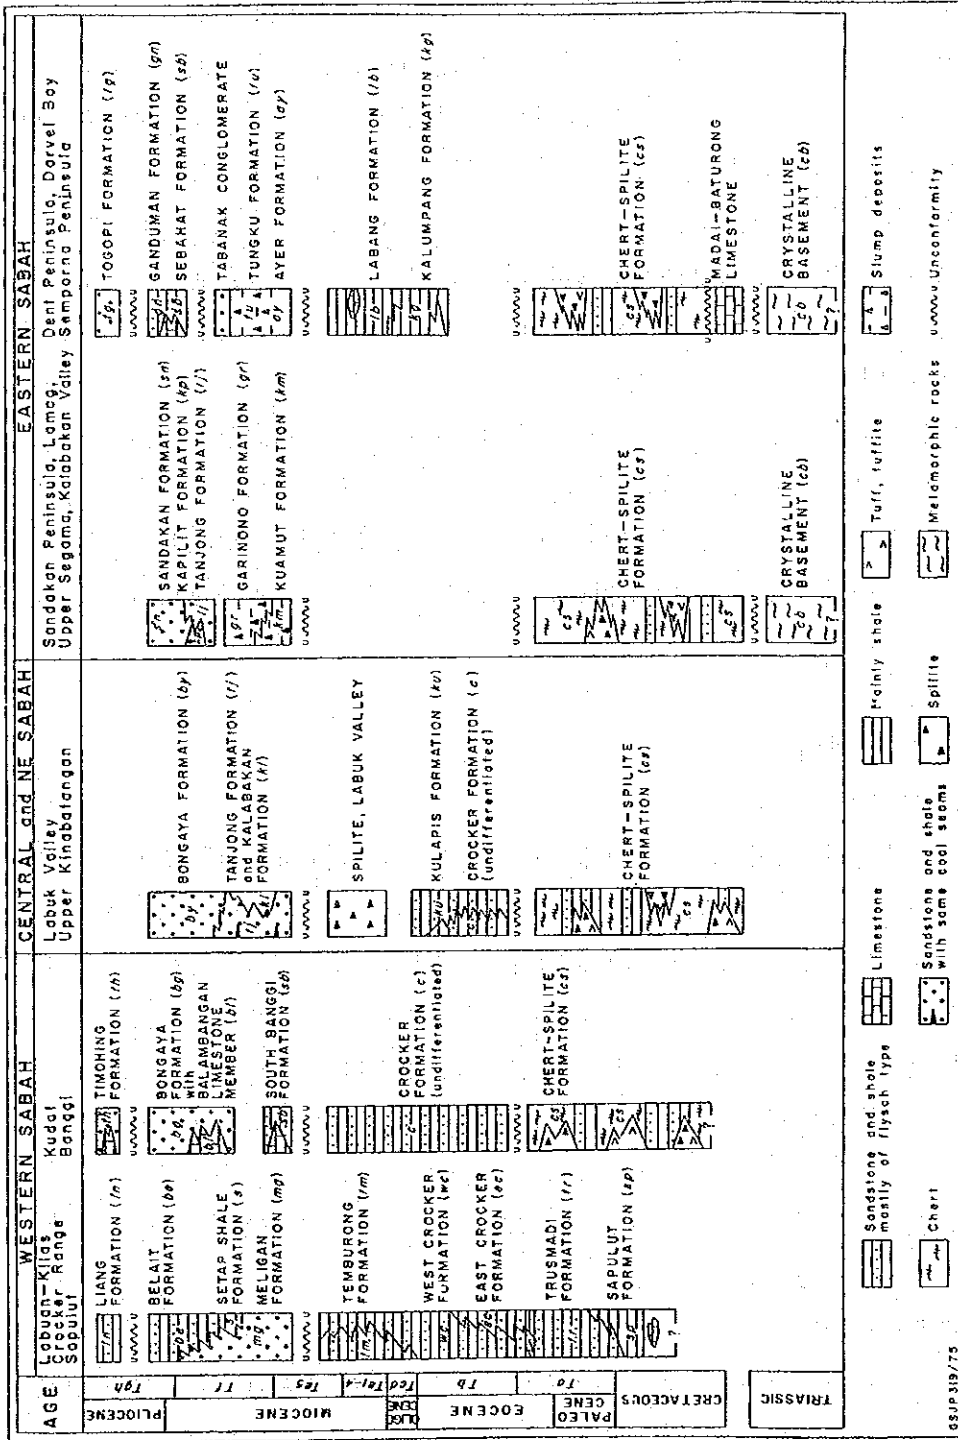 WESTERN SABAH
CENTRAL and NE SABAH
EASTERN SABAH
AGE
Labuan-Klias
Crocker Range
Sapulut
Kudat
Banggi
Labuk Valley
Upper Kinabatangan
Sandakan Peninsula, Lamag,
Upper Segama, Kalabakan Valley
Dent Peninsula, Darvel Bay
Semporna Peninsula
PLIOCENE
MIOCENE
OLIGO
CENE
EOCENE
PALEO
CENE
CRETACEOUS
TRIASSIC
Tgh
Tf
Te5
Te1-4
Tcd
Tb
Ta
LIANG
FORMATION (ln)
BELAIT
FORMATION (be)
SETAP SHALE
FORMATION (s)
MELIGAN
FORMATION (mg)
TEMBURONG
FORMATION (tm)
WEST CROCKER
FORMATION (wc)
EAST CROCKER
FORMATION (ec)
TRUSMADI
FORMATION (tr)
SAPULUT
FORMATION (sp)
TIMOHING
FORMATION (th)
BONGAYA
FORMATION (bg)
with
BALAMBANGAN
LIMESTONE
MEMBER (bl)
SOUTH BANGGI
FORMATION (sb)
CROCKER
FORMATION (c)
(undifferentiated)
CHERT-SPILITE
FORMATION (cs)
BONGAYA FORMATION (by)
TANJONG FORMATION (tj)
and KALABAKAN
FORMATION (kl)
SPILITE, LABUK VALLEY
KULAPIS FORMATION (ku)
CROCKER FORMATION (c)
(undifferentiated)
CHERT-SPILITE
FORMATION (cs)
SANDAKAN FORMATION (sn)
KAPILIT FORMATION (kp)
TANJONG FORMATION (tj)
GARINONO FORMATION (gr)
KUAMUT FORMATION (km)
CHERT-SPILITE
FORMATION (cs)
CRYSTALLINE
BASEMENT (cb)
TOGOPI FORMATION (tg)
GANDUMAN FORMATION (gn)
SEBAHAT FORMATION (sb)
TABANAK CONGLOMERATE
TUNGKU FORMATION (tu)
AYER FORMATION (ay)
LABANG FORMATION (lb)
KALUMPANG FORMATION (kg)
CHERT-SPILITE
FORMATION (cs)
MADAI-BATURONG
LIMESTONE
CRYSTALLINE
BASEMENT (cb)
Sandstone and shale
mostly of flysch type
Limestone
Mainly shale
Tuff, tuffite
Slump deposits
Chert
Sandstone and shale
with some coal seams
Spilite
Metamorphic rocks
Unconformity
GSJP319/75